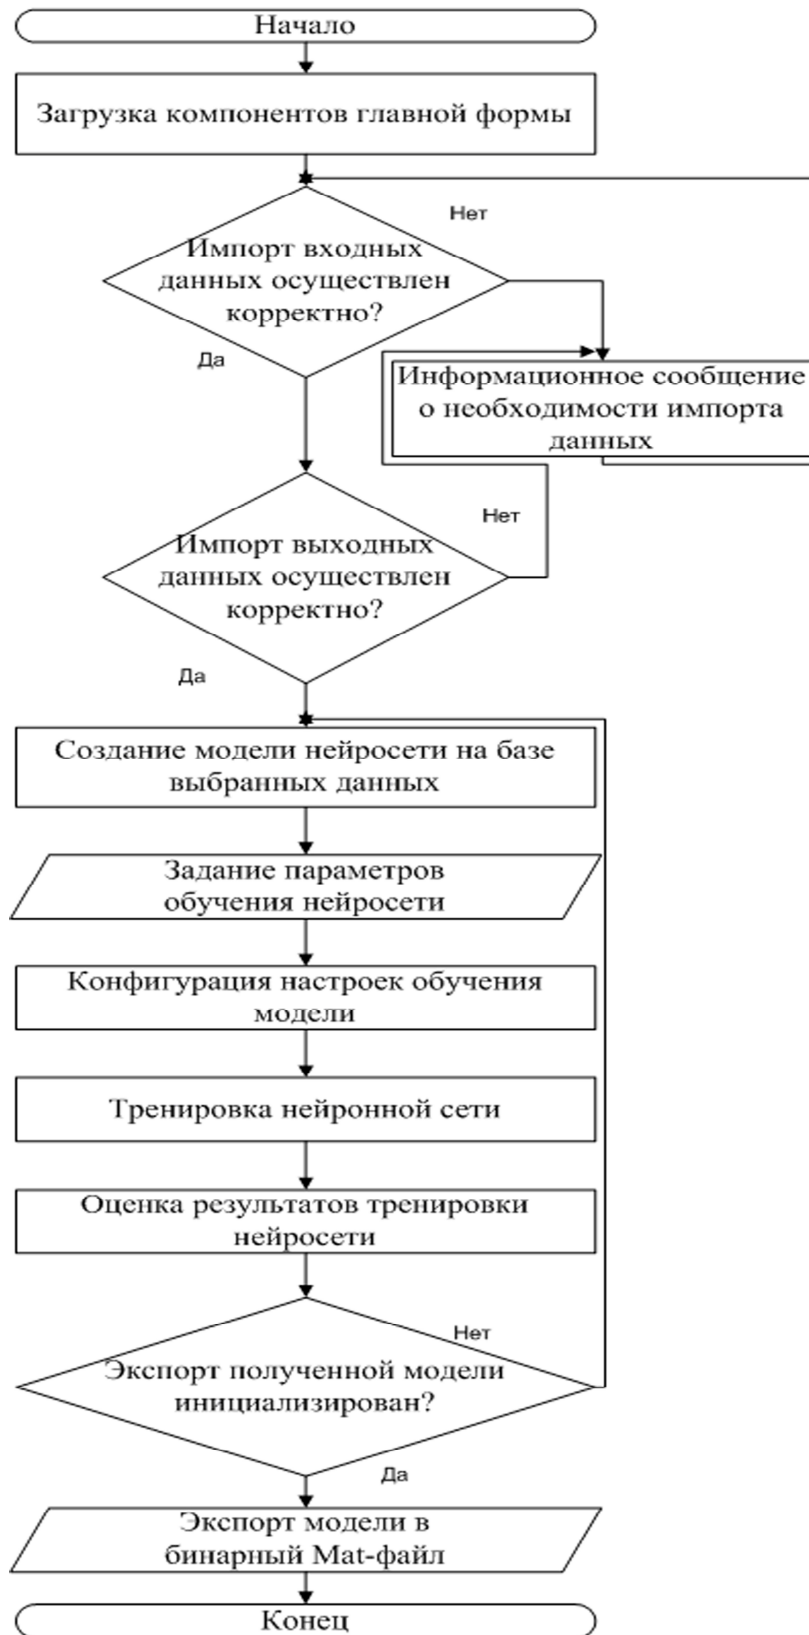 Начало
Загрузка компонентов главной формы
Нет
Импорт входных
данных осуществлен
корректно?
Да
Информационное сообщение
о необходимости импорта
данных
Нет
Импорт выходных
данных осуществлен
корректно?
Да
Создание модели нейросети на базе
выбранных данных
Задание параметров
обучения нейросети
Конфигурация настроек обучения
модели
Тренировка нейронной сети
Оценка результатов тренировки
нейросети
Нет
Экспорт полученной модели
инициализирован?
Да
Экспорт модели в
бинарный Mat-файл
Конец